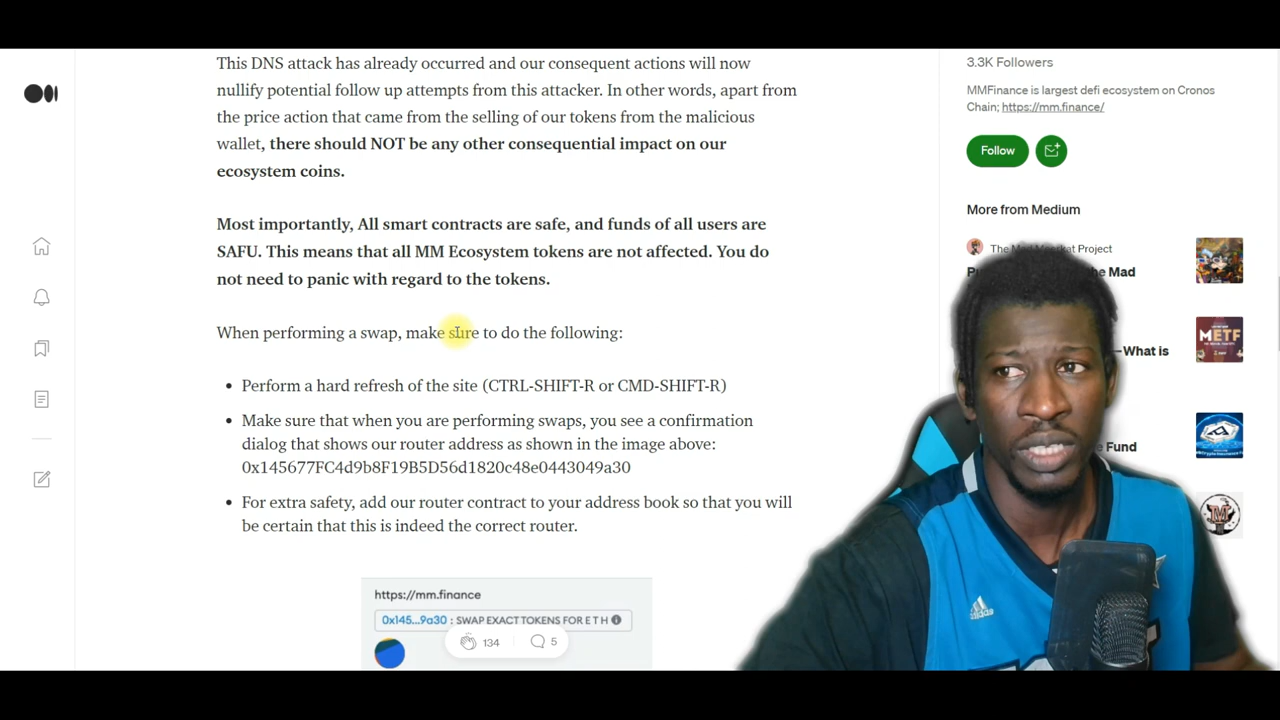 This DNS attack has already occurred and our consequent actions will now
nullify potential follow up attempts from this attacker. In other words, apart from
the price action that came from the selling of our tokens from the malicious
wallet, there should NOT be any other consequential impact on our
ecosystem coins.
Most importantly, All smart contracts are safe, and funds of all users are
SAFU. This means that all MM Ecosystem tokens are not affected. You do
not need to panic with regard to the tokens.
When performing a swap, make sure to do the following:
Perform a hard refresh of the site (CTRL-SHIFT-R or CMD-SHIFT-R)
Make sure that when you are performing swaps, you see a confirmation
dialog that shows our router address as shown in the image above:
0x145677FC4d9b8F19B5D56d1820c48e0443049a30
For extra safety, add our router contract to your address book so that you will
be certain that this is indeed the correct router.
https://mm.finance
0x145...9a30 : SWAP EXACT TOKENS FOR E T H
134
5
3.3K Followers
MMFinance is largest defi ecosystem on Cronos
Chain; https://mm.finance/
Follow
More from Medium
The Mad Meerkat Project
the Mad
METF
—What is
Fund
adidas